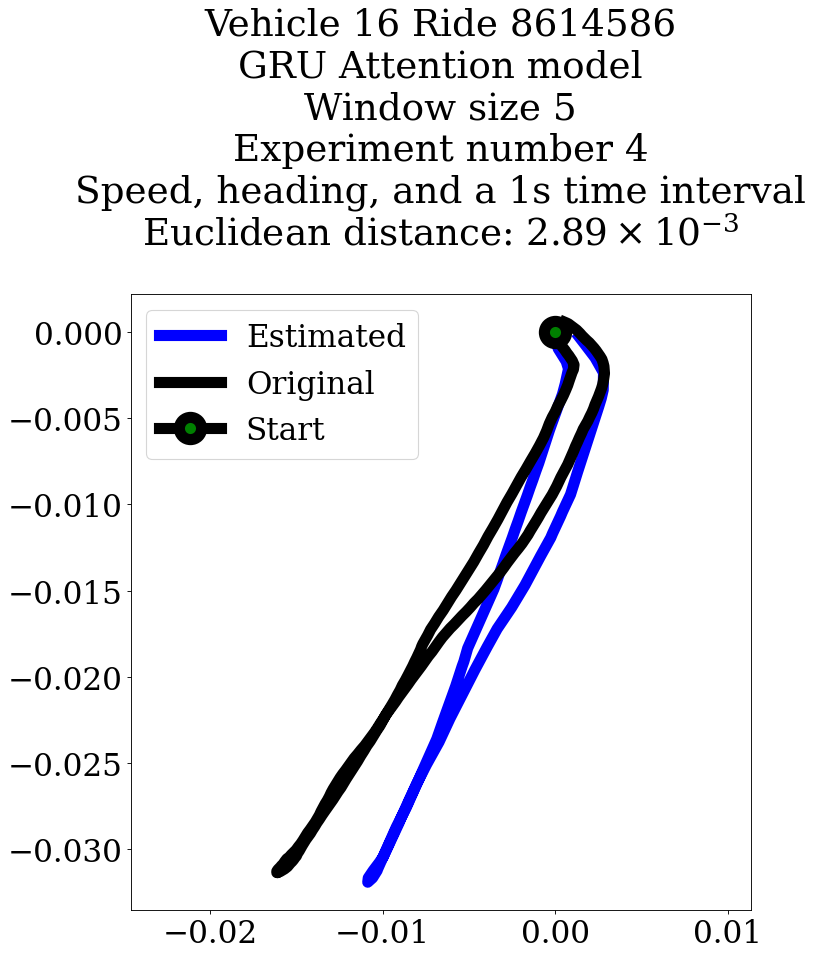 Vehicle 16 Ride 8614586
GRU Attention model
Window size 5
Experiment number 4
Speed, heading, and a 1s time interval
Euclidean distance: 2.89 × 10⁻³
Estimated
Original
Start
0.000
−0.005
−0.010
−0.015
−0.020
−0.025
−0.030
−0.02 −0.01 0.00 0.01